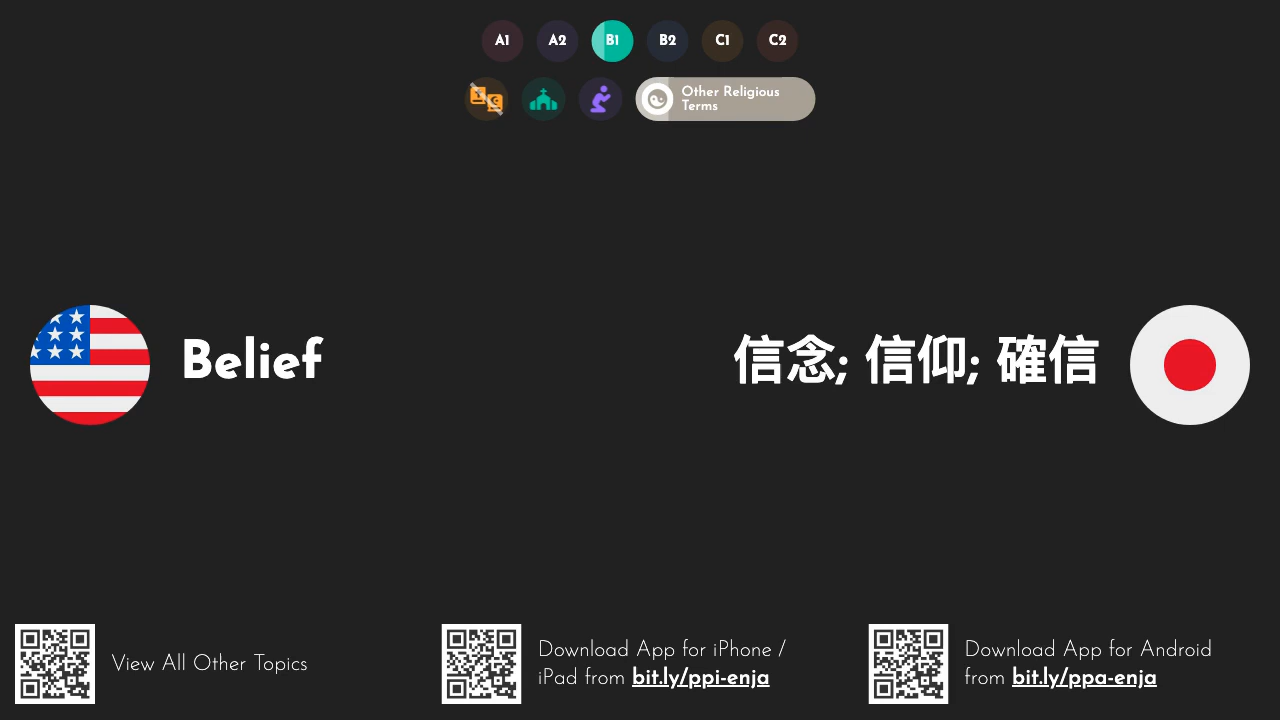 A1 A2 B1 B2 C1 C2
Other Religious
Terms
Belief
信念; 信仰; 確信
View All Other Topics
Download App for iPhone /
iPad from bit.ly/ppi-enja
Download App for Android
from bit.ly/ppa-enja